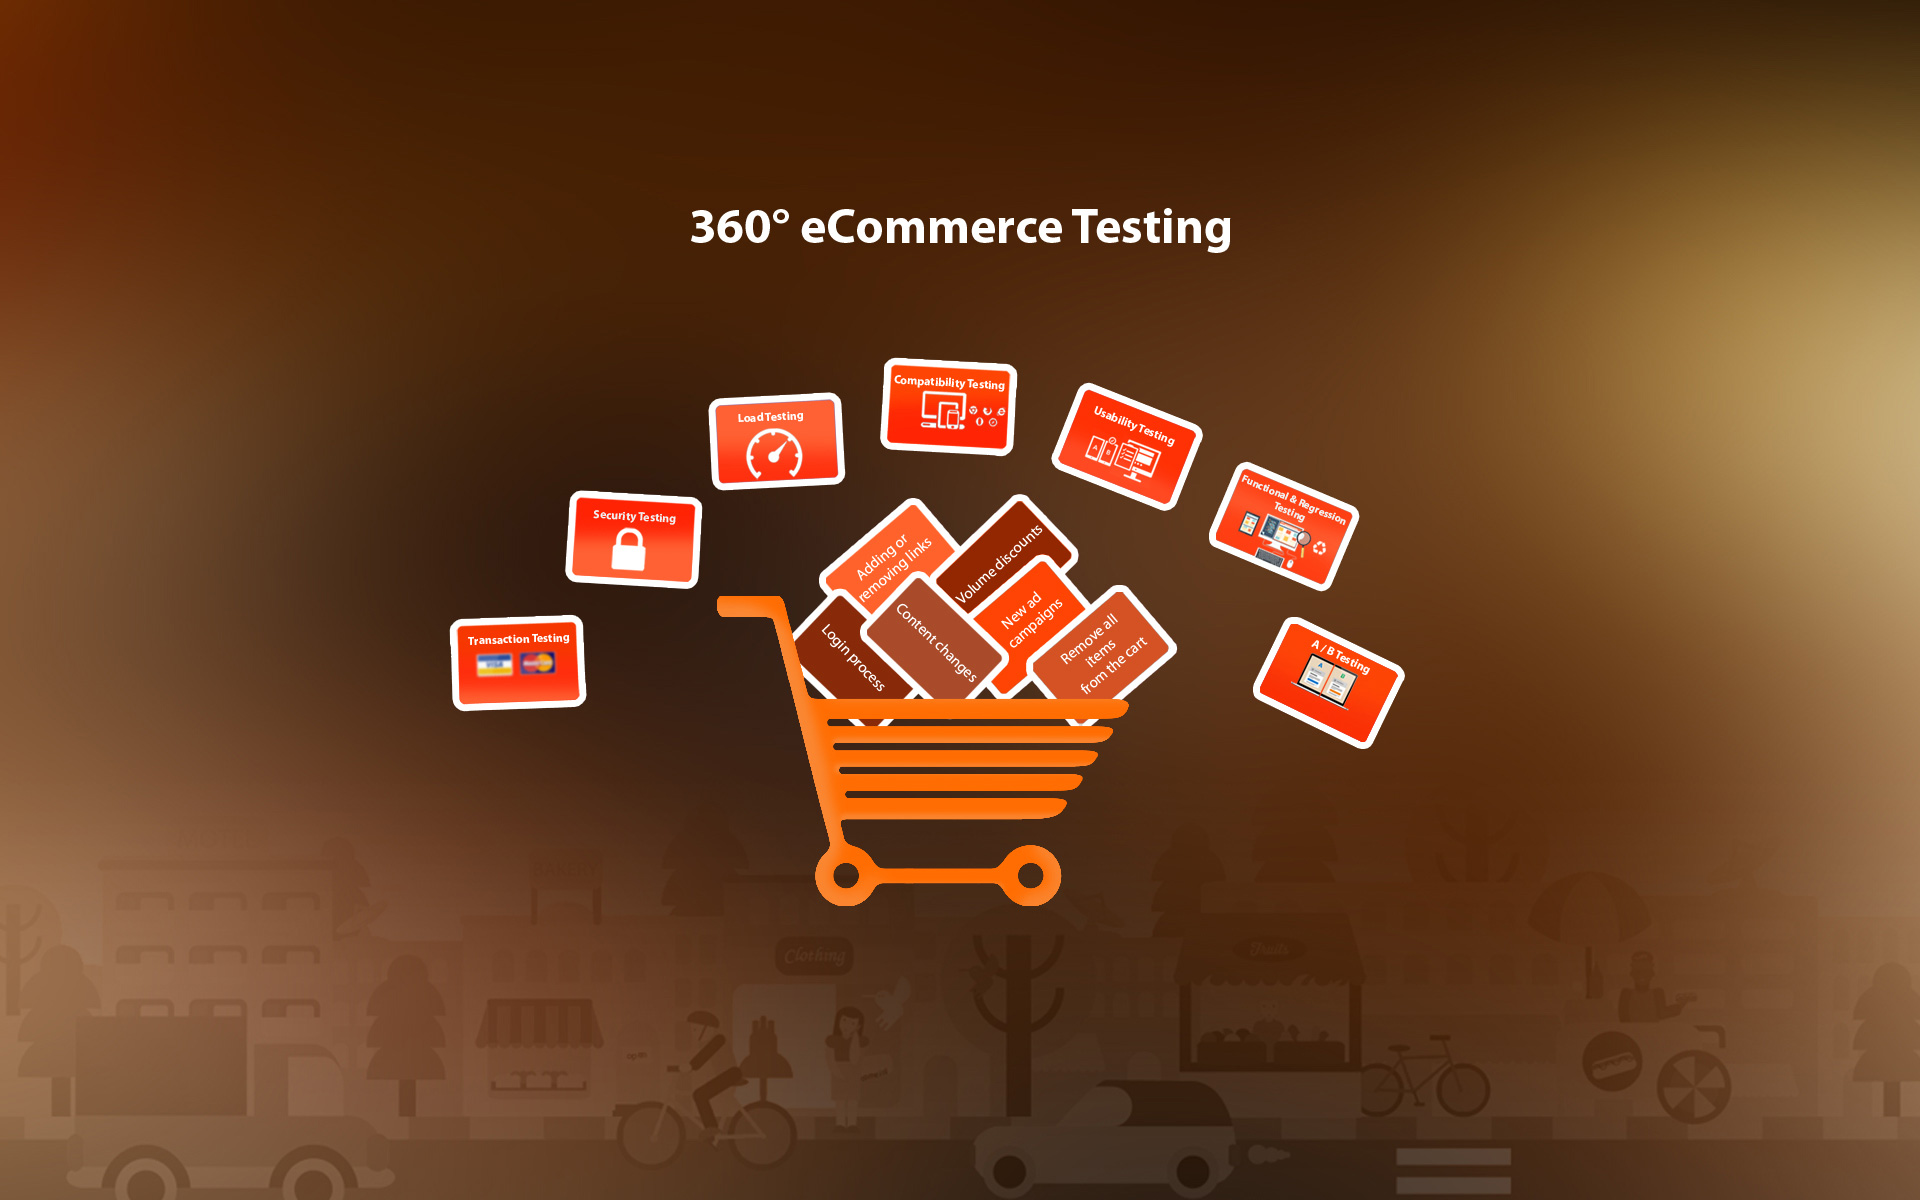 360° eCommerce Testing
Compatibility Testing
Load Testing
Usability Testing
Functional & Regression
Testing
Security Testing
Transaction Testing
VISA
A / B Testing
Adding or
removing links
Volume discounts
New ad
campaigns
Content changes
Login process
Remove all
items
from the cart
Clothing
Fruits